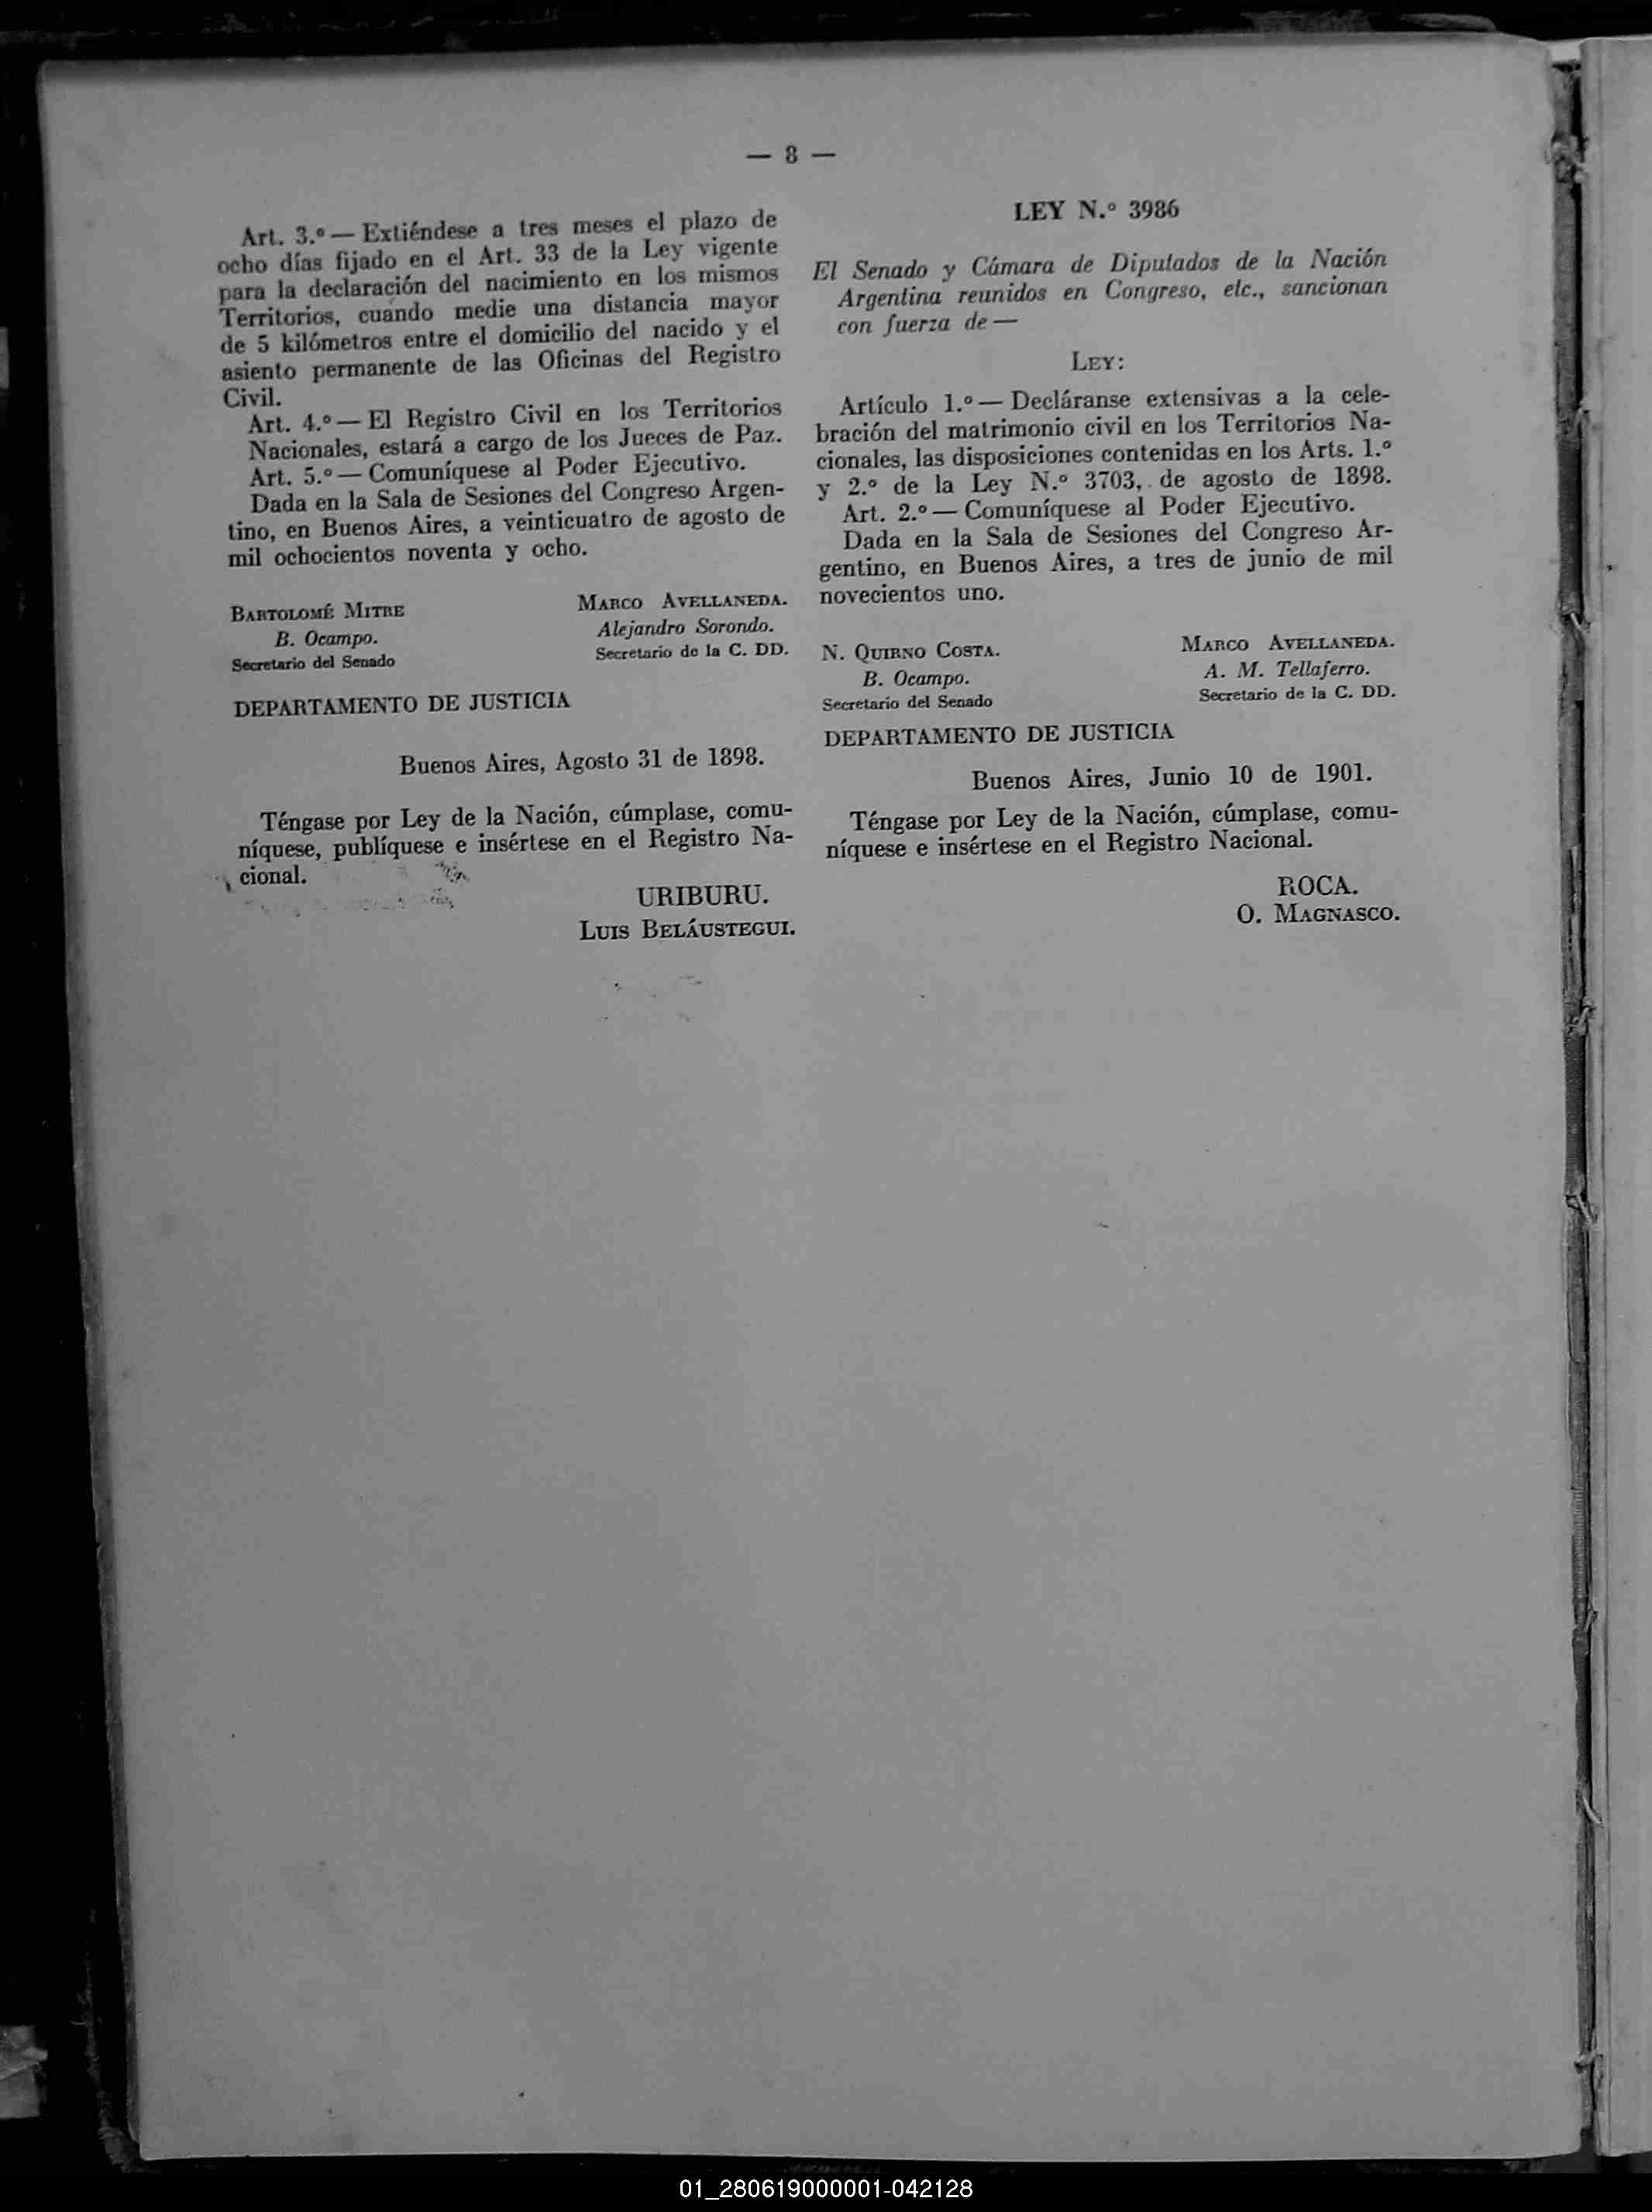 — 8 —
Art. 3.º — Extiéndese a tres meses el plazo de
ocho días fijado en el Art. 33 de la Ley vigente
para la declaración del nacimiento en los mismos
Territorios, cuando medie una distancia mayor
de 5 kilómetros entre el domicilio del nacido y el
asiento permanente de las Oficinas del Registro
Civil.
Art. 4.º — El Registro Civil en los Territorios
Nacionales, estará a cargo de los Jueces de Paz.
Art. 5.º — Comuníquese al Poder Ejecutivo.
Dada en la Sala de Sesiones del Congreso Argen-
tino, en Buenos Aires, a veinticuatro de agosto de
mil ochocientos noventa y ocho.
BARTOLOMÉ MITRE MARCO AVELLANEDA.
B. Ocampo. Alejandro Sorondo.
Secretario del Senado Secretario de la C. DD.
DEPARTAMENTO DE JUSTICIA
Buenos Aires, Agosto 31 de 1898.
Téngase por Ley de la Nación, cúmplase, comu-
níquese, publíquese e insértese en el Registro Na-
cional.
URIBURU.
LUIS BELÁUSTEGUI.
LEY N.º 3986
El Senado y Cámara de Diputados de la Nación
Argentina reunidos en Congreso, etc., sancionan
con fuerza de —
LEY:
Artículo 1.º — Decláranse extensivas a la cele-
bración del matrimonio civil en los Territorios Na-
cionales, las disposiciones contenidas en los Arts. 1.º
y 2.º de la Ley N.º 3703, de agosto de 1898.
Art. 2.º — Comuníquese al Poder Ejecutivo.
Dada en la Sala de Sesiones del Congreso Ar-
gentino, en Buenos Aires, a tres de junio de mil
novecientos uno.
N. QUIRNO COSTA. MARCO AVELLANEDA.
B. Ocampo. A. M. Tellaferro.
Secretario del Senado Secretario de la C. DD.
DEPARTAMENTO DE JUSTICIA
Buenos Aires, Junio 10 de 1901.
Téngase por Ley de la Nación, cúmplase, comu-
níquese e insértese en el Registro Nacional.
ROCA.
O. MAGNASCO.
01_280619000001-042128